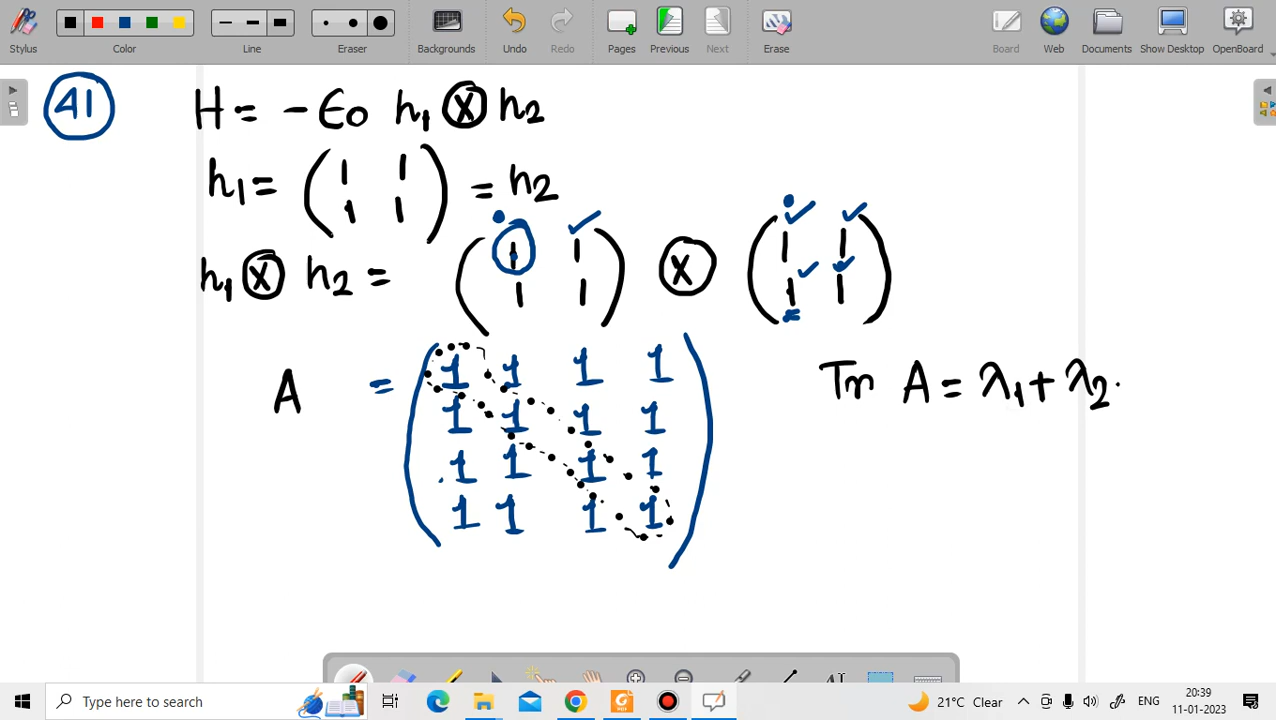 Stylus Color Line Eraser Backgrounds Undo Redo Pages Previous Next Erase Board Web Documents Show Desktop OpenBoard
41 H = - ϵ0 h1 ⊗ h2
h1 = ( 1 1
1 1 ) = h2
h1 ⊗ h2 = ( 1 1
1 1 ) ⊗ ( 1 1
1 1 )
A = ( 1 1 1 1
1 1 1 1
1 1 1 1
1 1 1 1 )
Tr A = λ1 + λ2
Type here to search
21°C Clear ENG 20:39
11-01-2023